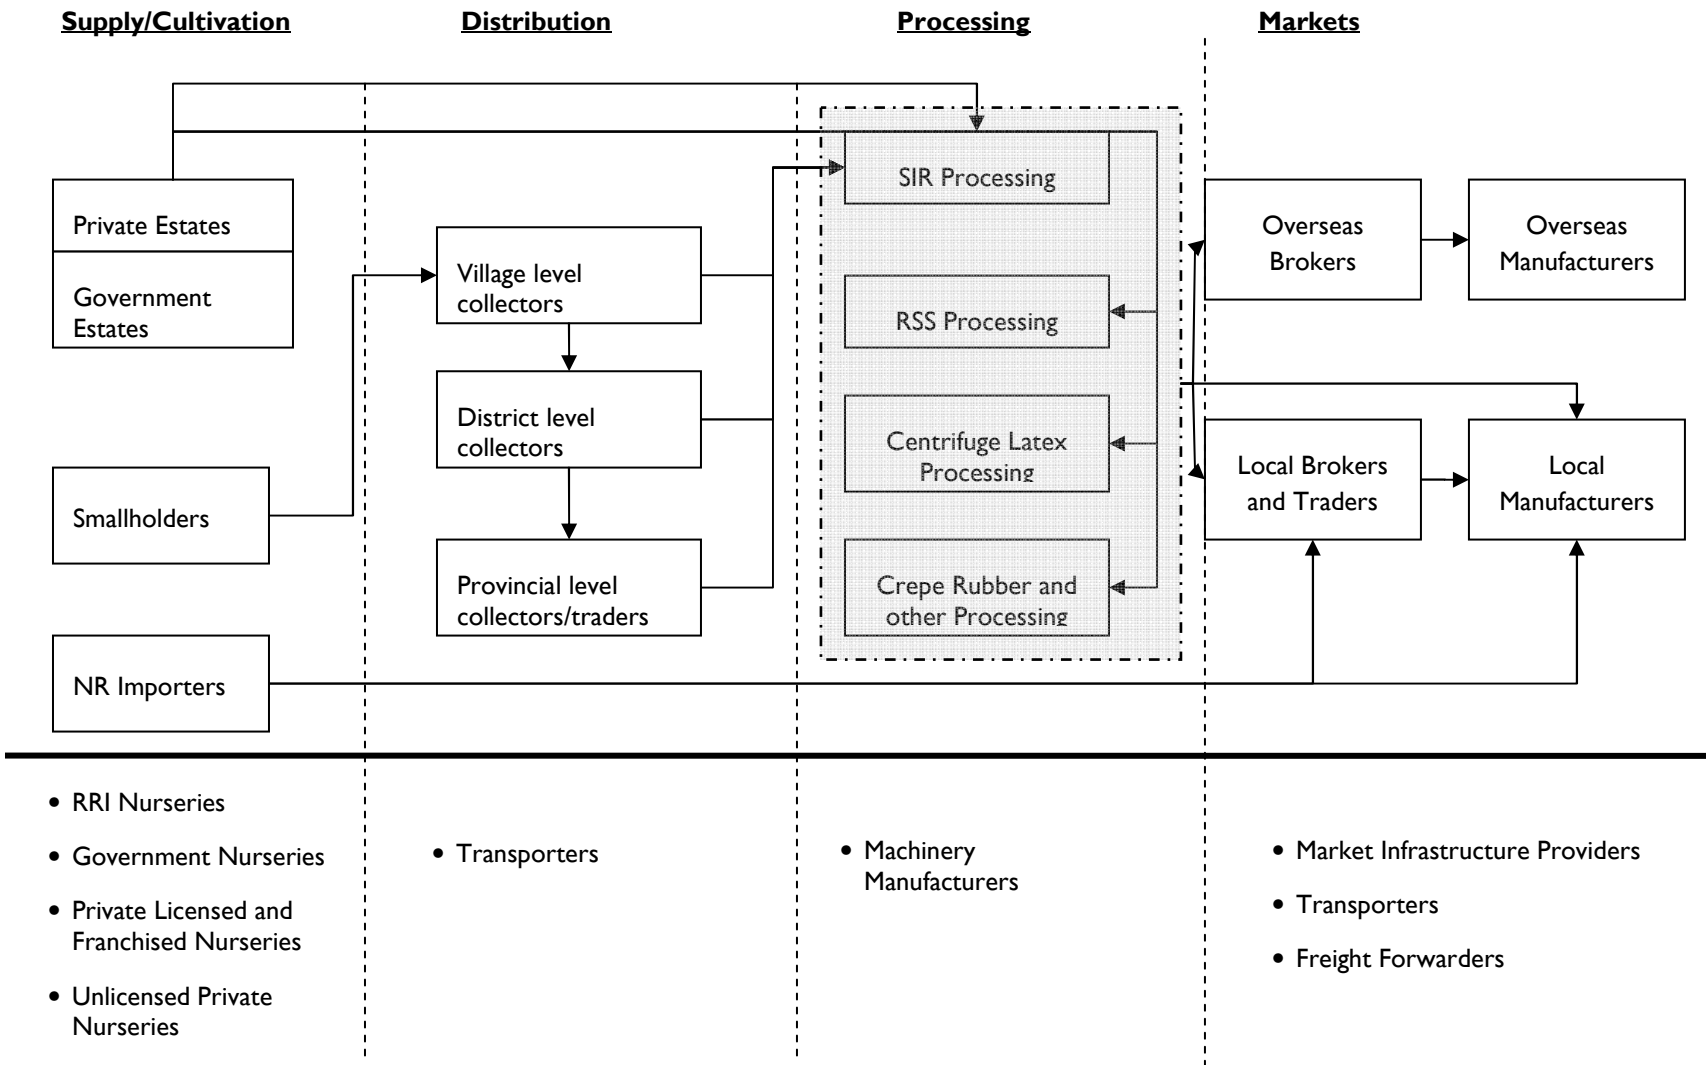 Supply/Cultivation
Distribution
Processing
Markets
Private Estates
Government
Estates
Smallholders
NR Importers
Village level
collectors
District level
collectors
Provincial level
collectors/traders
SIR Processing
RSS Processing
Centrifuge Latex
Processing
Crepe Rubber and
other Processing
Overseas
Brokers
Overseas
Manufacturers
Local Brokers
and Traders
Local
Manufacturers
• RRI Nurseries
• Government Nurseries
• Private Licensed and
Franchised Nurseries
• Unlicensed Private
Nurseries
• Transporters
• Machinery
Manufacturers
• Market Infrastructure Providers
• Transporters
• Freight Forwarders